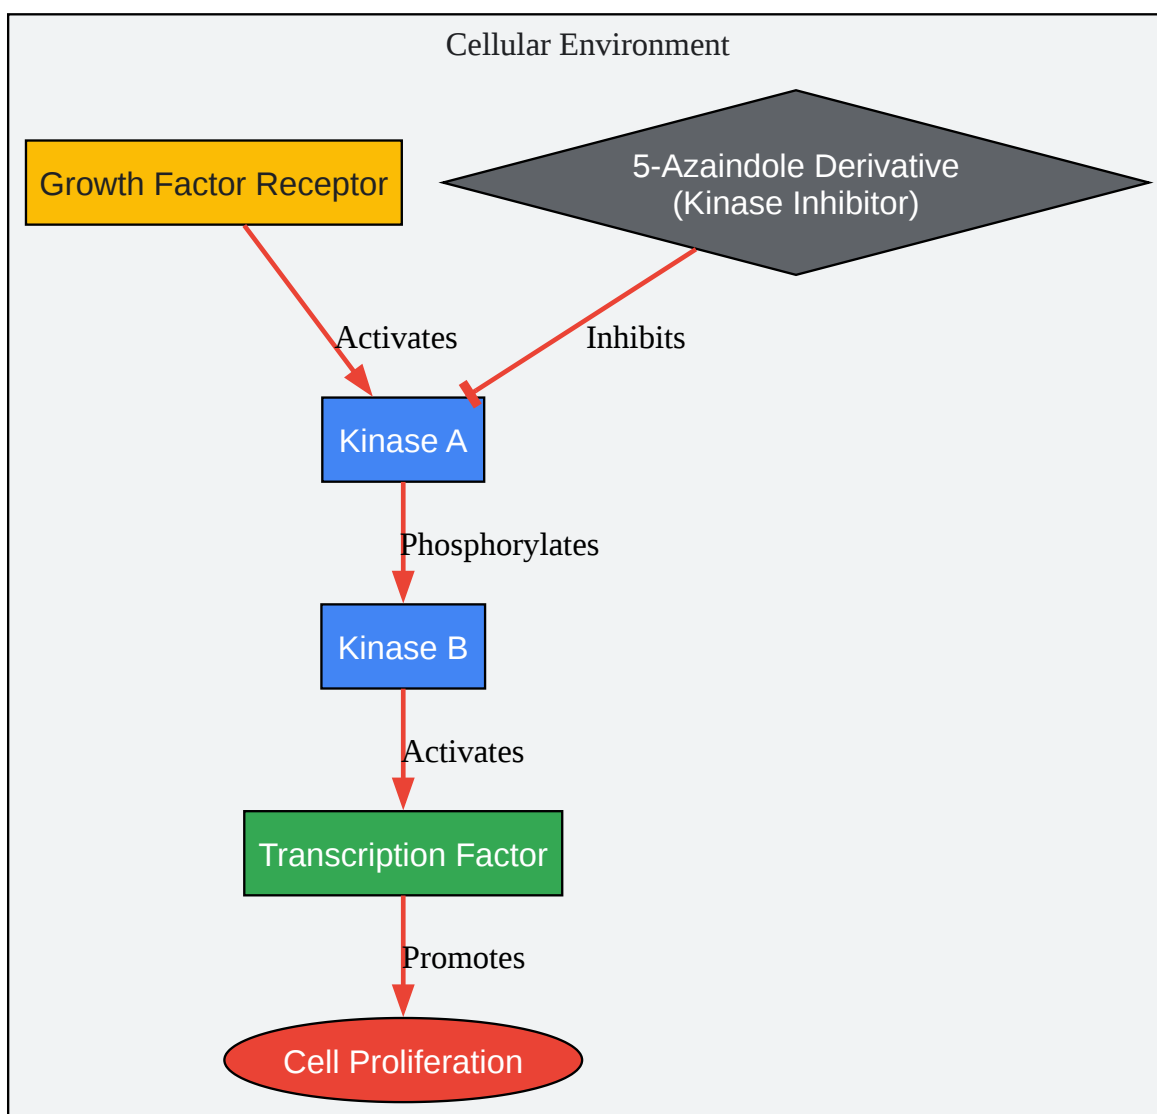 Cellular Environment
Growth Factor Receptor
5-Azaindole Derivative
(Kinase Inhibitor)
Activates
Inhibits
Kinase A
Phosphorylates
Kinase B
Activates
Transcription Factor
Promotes
Cell Proliferation